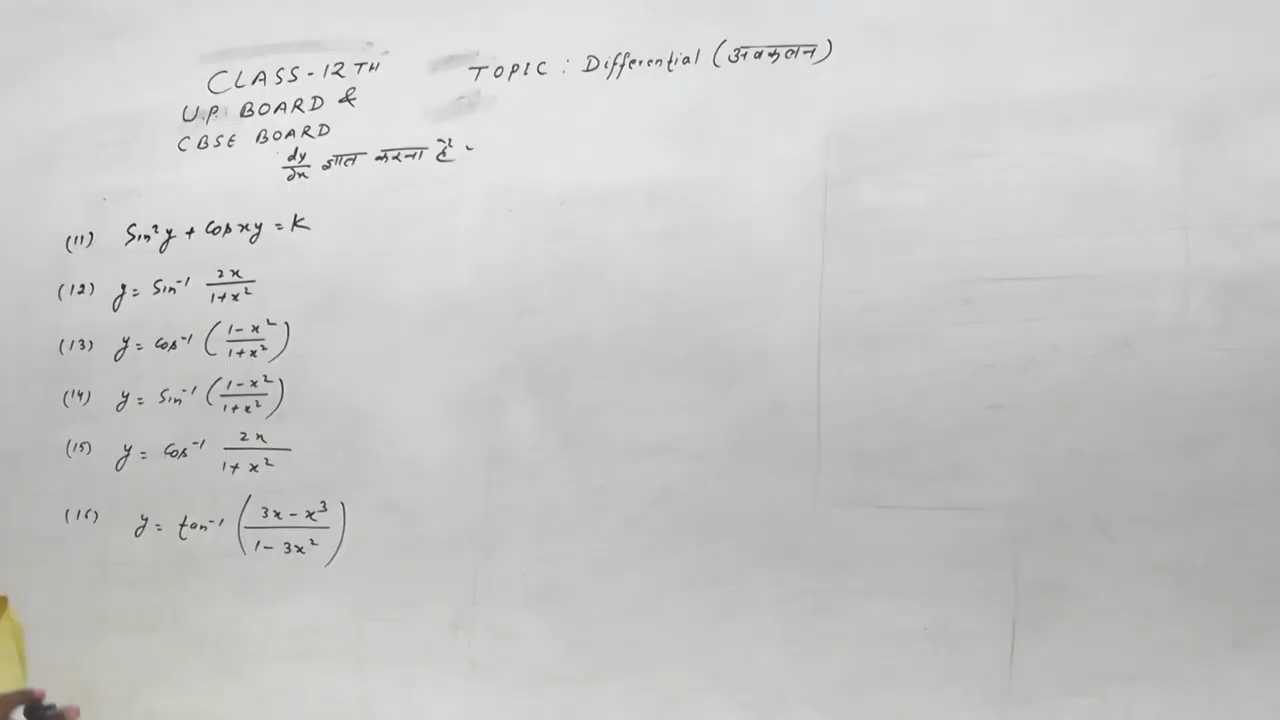 CLASS-12TH
TOPIC : Differential (अवकलन)
U.P. BOARD &
CBSE BOARD
dy/dx ज्ञात करना है
(11) Sin²y + Cos xy = K
(12) y = Sin⁻¹ 2x/1+x²
(13) y = Cos⁻¹ (1-x²/1+x²)
(14) y = Sin⁻¹ (1-x²/1+x²)
(15) y = Cos⁻¹ 2x/1+x²
(16) y = tan⁻¹ (3x-x³/1-3x²)